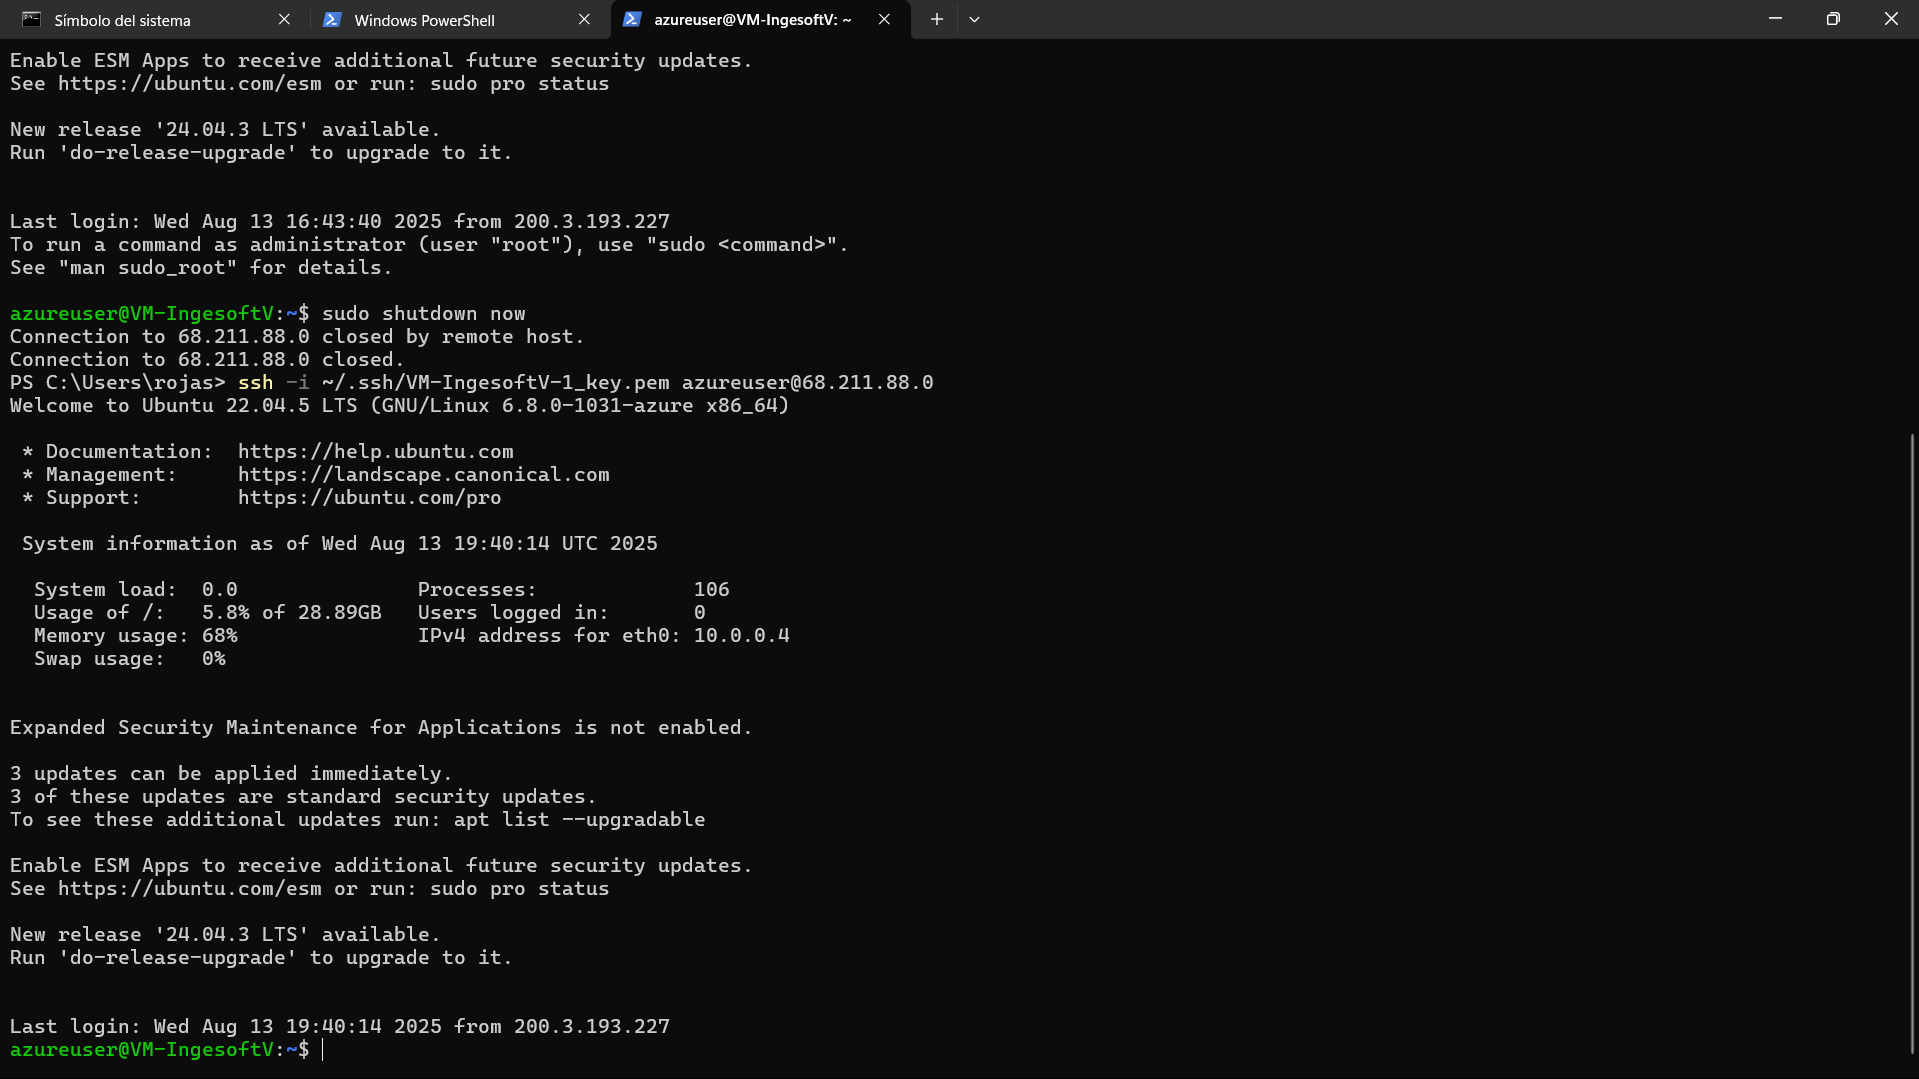 Símbolo del sistema
Windows PowerShell
azureuser@VM-IngesoftV: ~
Enable ESM Apps to receive additional future security updates.
See https://ubuntu.com/esm or run: sudo pro status
New release '24.04.3 LTS' available.
Run 'do-release-upgrade' to upgrade to it.
Last login: Wed Aug 13 16:43:40 2025 from 200.3.193.227
To run a command as administrator (user "root"), use "sudo <command>".
See "man sudo_root" for details.
azureuser@VM-IngesoftV:~$ sudo shutdown now
Connection to 68.211.88.0 closed by remote host.
Connection to 68.211.88.0 closed.
PS C:\Users\rojas> ssh -i ~/.ssh/VM-IngesoftV-1_key.pem azureuser@68.211.88.0
Welcome to Ubuntu 22.04.5 LTS (GNU/Linux 6.8.0-1031-azure x86_64)
* Documentation:  https://help.ubuntu.com
* Management:     https://landscape.canonical.com
* Support:        https://ubuntu.com/pro
System information as of Wed Aug 13 19:40:14 UTC 2025
System load:  0.0               Processes:             106
Usage of /:   5.8% of 28.89GB   Users logged in:       0
Memory usage: 68%               IPv4 address for eth0: 10.0.0.4
Swap usage:   0%
Expanded Security Maintenance for Applications is not enabled.
3 updates can be applied immediately.
3 of these updates are standard security updates.
To see these additional updates run: apt list --upgradable
Enable ESM Apps to receive additional future security updates.
See https://ubuntu.com/esm or run: sudo pro status
New release '24.04.3 LTS' available.
Run 'do-release-upgrade' to upgrade to it.
Last login: Wed Aug 13 19:40:14 2025 from 200.3.193.227
azureuser@VM-IngesoftV:~$